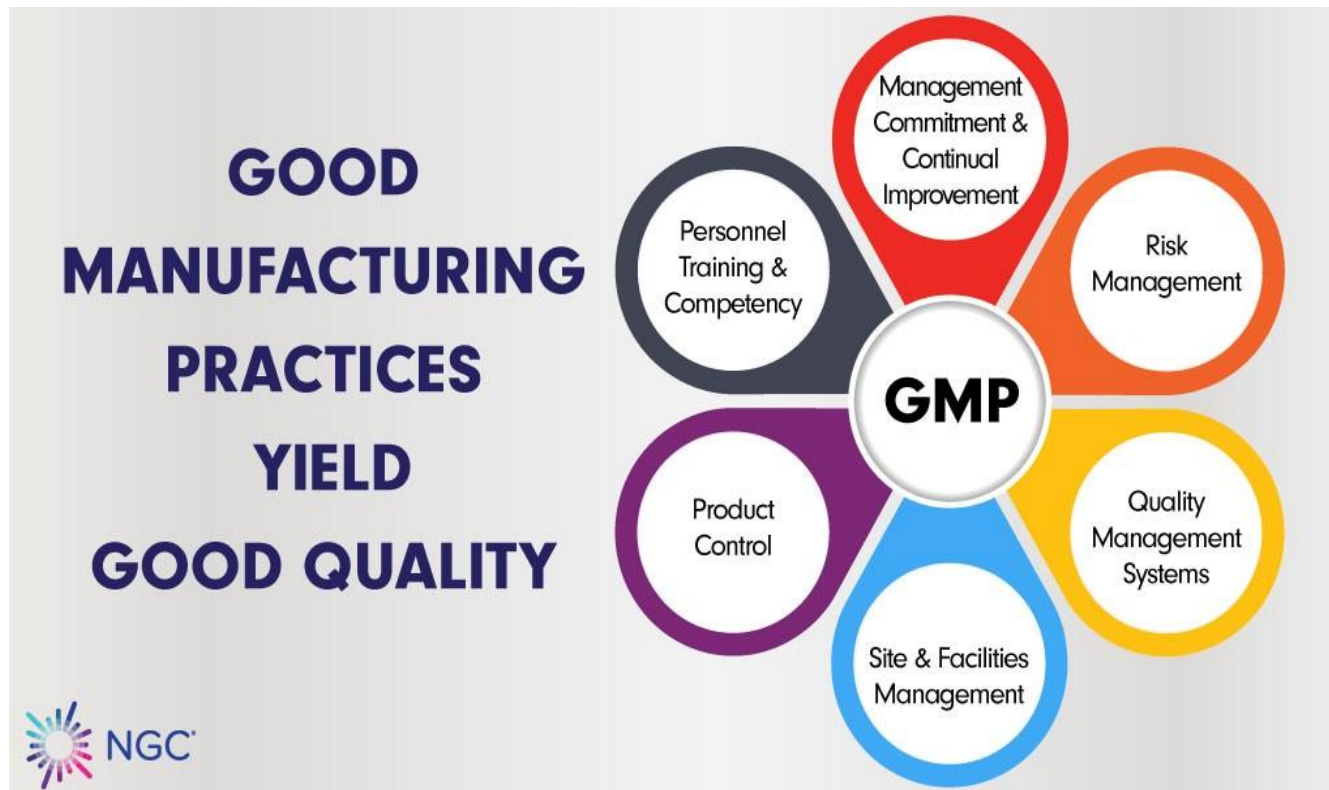 GOOD
MANUFACTURING
PRACTICES
YIELD
GOOD QUALITY
Management
Commitment &
Continual
Improvement
Risk
Management
Quality
Management
Systems
Site & Facilities
Management
Product
Control
Personnel
Training &
Competency
GMP
NGC